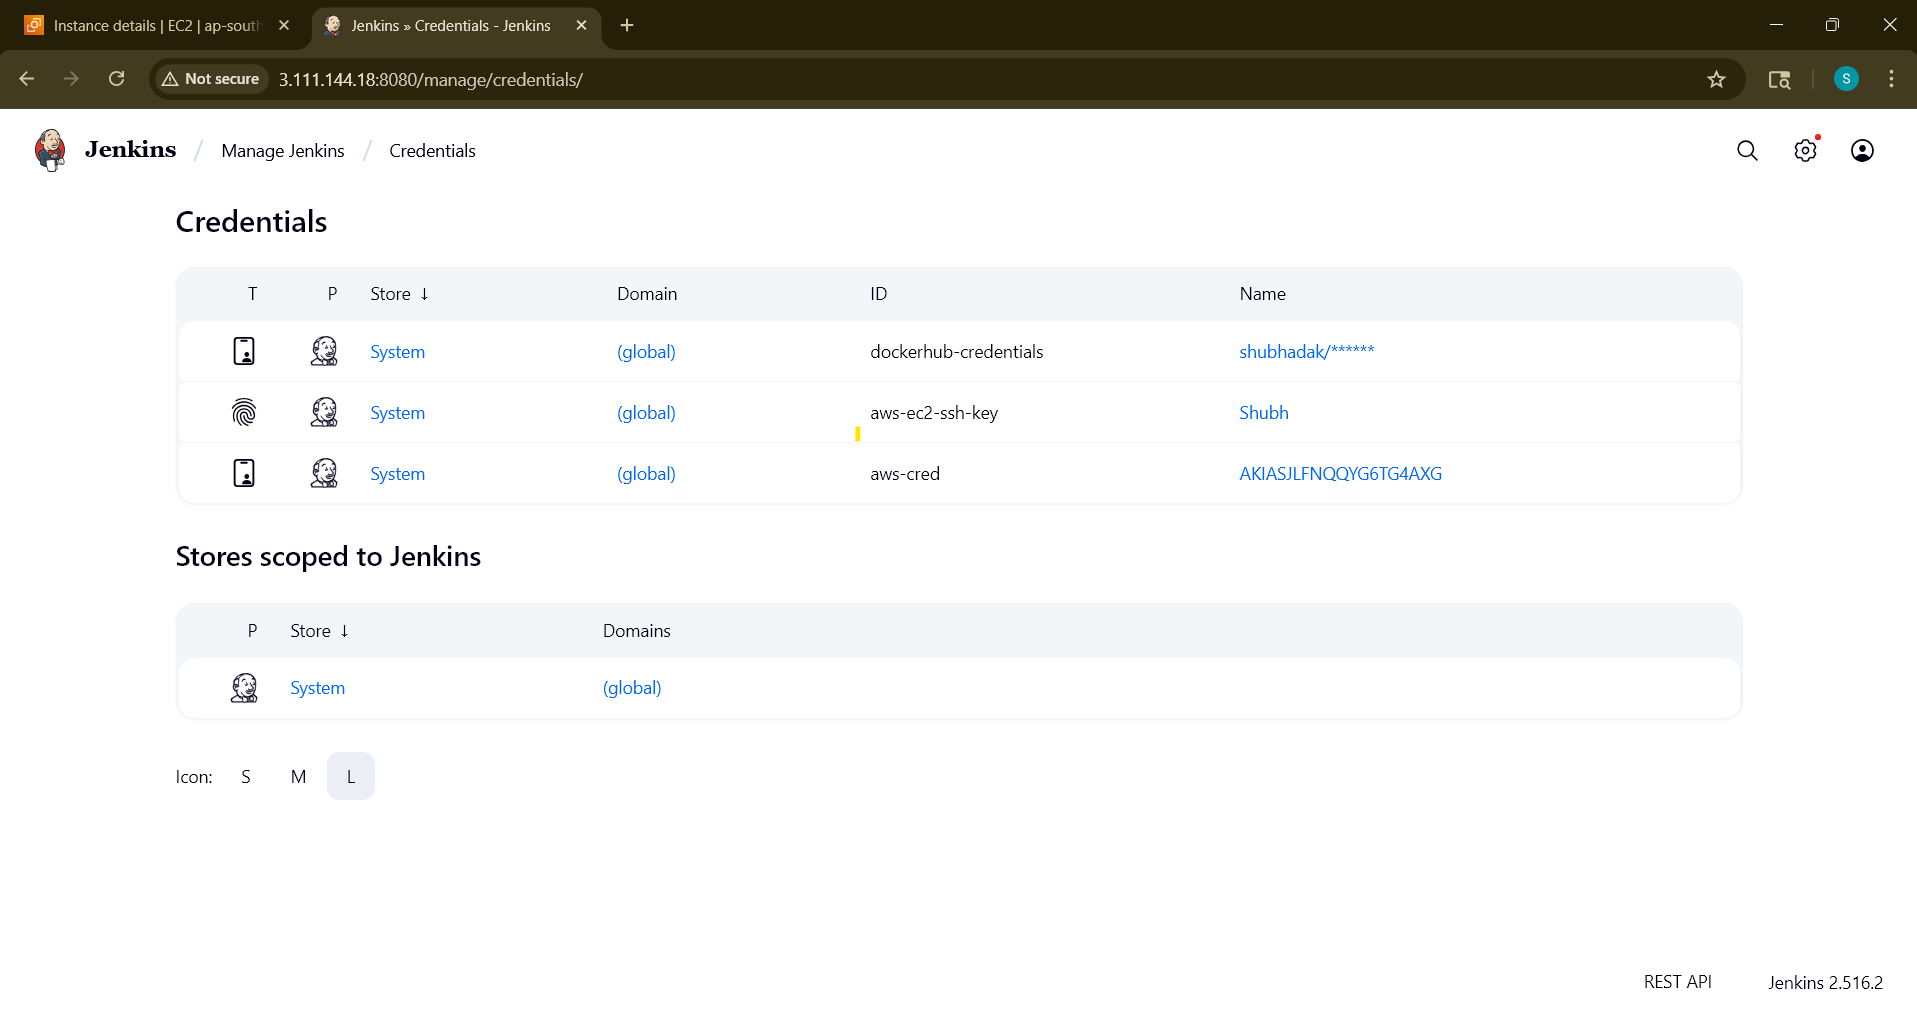 Instance details | EC2 | ap-south
Jenkins » Credentials - Jenkins
Not secure
3.111.144.18:8080/manage/credentials/
S
Jenkins / Manage Jenkins / Credentials
Credentials
T P Store ↓ Domain ID Name
System (global) dockerhub-credentials shubhadak/******
System (global) aws-ec2-ssh-key Shubh
System (global) aws-cred AKIASJLFNQQYG6TG4AXG
Stores scoped to Jenkins
P Store ↓ Domains
System (global)
Icon: S M L
REST API Jenkins 2.516.2